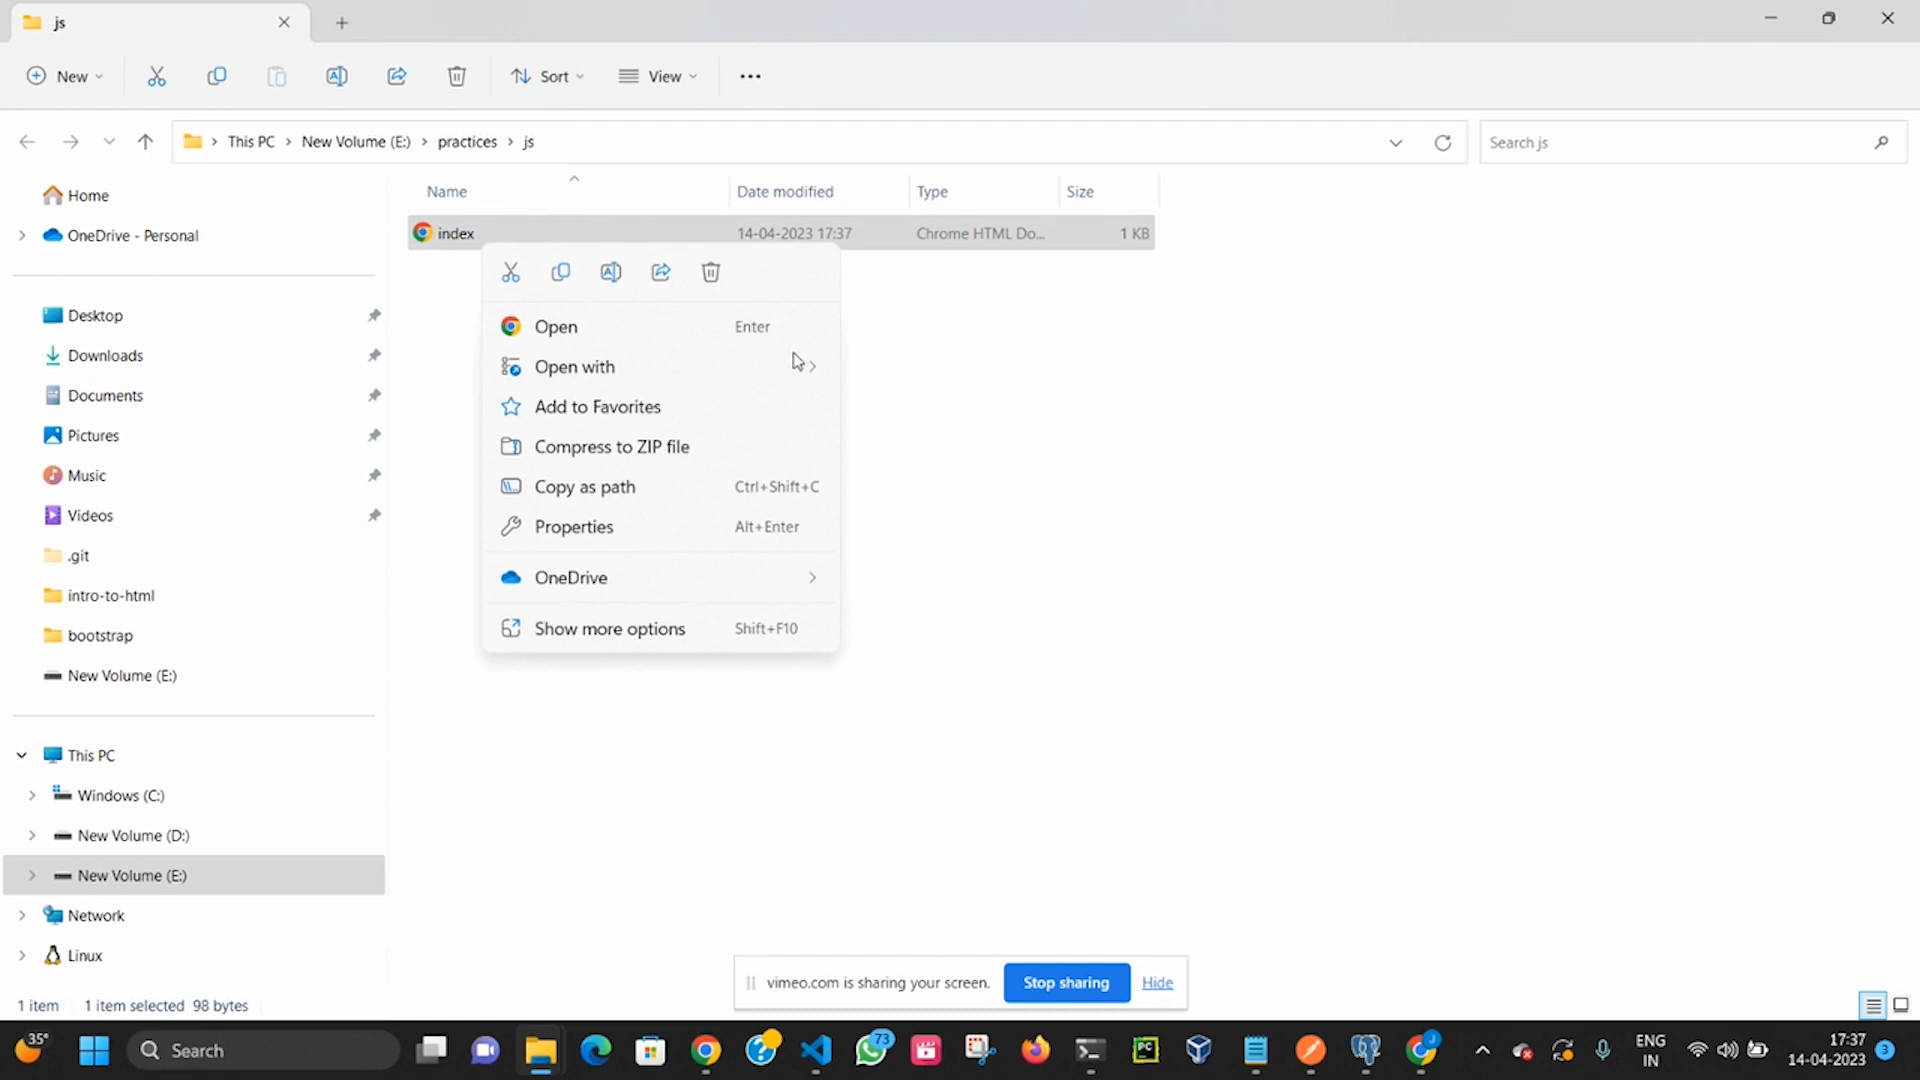 js
New
Sort
View
This PC > New Volume (E:) > practices > js
Search js
Name
Date modified
Type
Size
index
14-04-2023 17:37
Chrome HTML Do...
1 KB
Home
OneDrive - Personal
Desktop
Downloads
Documents
Pictures
Music
Videos
.git
intro-to-html
bootstrap
New Volume (E:)
This PC
Windows (C:)
New Volume (D:)
New Volume (E:)
Network
Linux
Open Enter
Open with
Add to Favorites
Compress to ZIP file
Copy as path Ctrl+Shift+C
Properties Alt+Enter
OneDrive
Show more options Shift+F10
vimeo.com is sharing your screen.
Stop sharing
Hide
1 item 1 item selected 98 bytes
35°
Search
73
PC
J
ENG
IN
17:37
14-04-2023
3